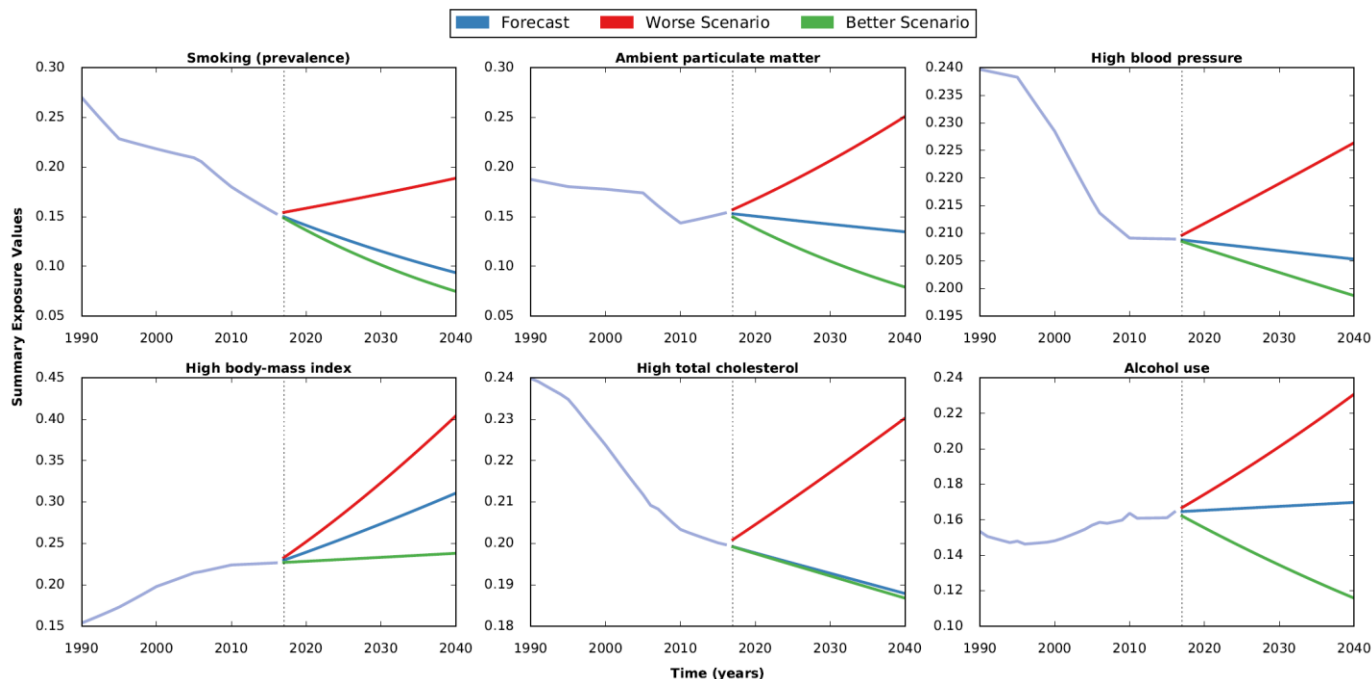 Forecast Worse Scenario Better Scenario
Smoking (prevalence)
0.30
0.25
0.20
0.15
0.10
0.05
1990 2000 2010 2020 2030 2040
Ambient particulate matter
0.30
0.25
0.20
0.15
0.10
0.05
1990 2000 2010 2020 2030 2040
High blood pressure
0.240
0.235
0.230
0.225
0.220
0.215
0.210
0.205
0.200
0.195
1990 2000 2010 2020 2030 2040
Summary Exposure Values
High body-mass index
0.45
0.40
0.35
0.30
0.25
0.20
0.15
1990 2000 2010 2020 2030 2040
High total cholesterol
0.24
0.23
0.22
0.21
0.20
0.19
0.18
1990 2000 2010 2020 2030 2040
Alcohol use
0.24
0.22
0.20
0.18
0.16
0.14
0.12
0.10
1990 2000 2010 2020 2030 2040
Time (years)